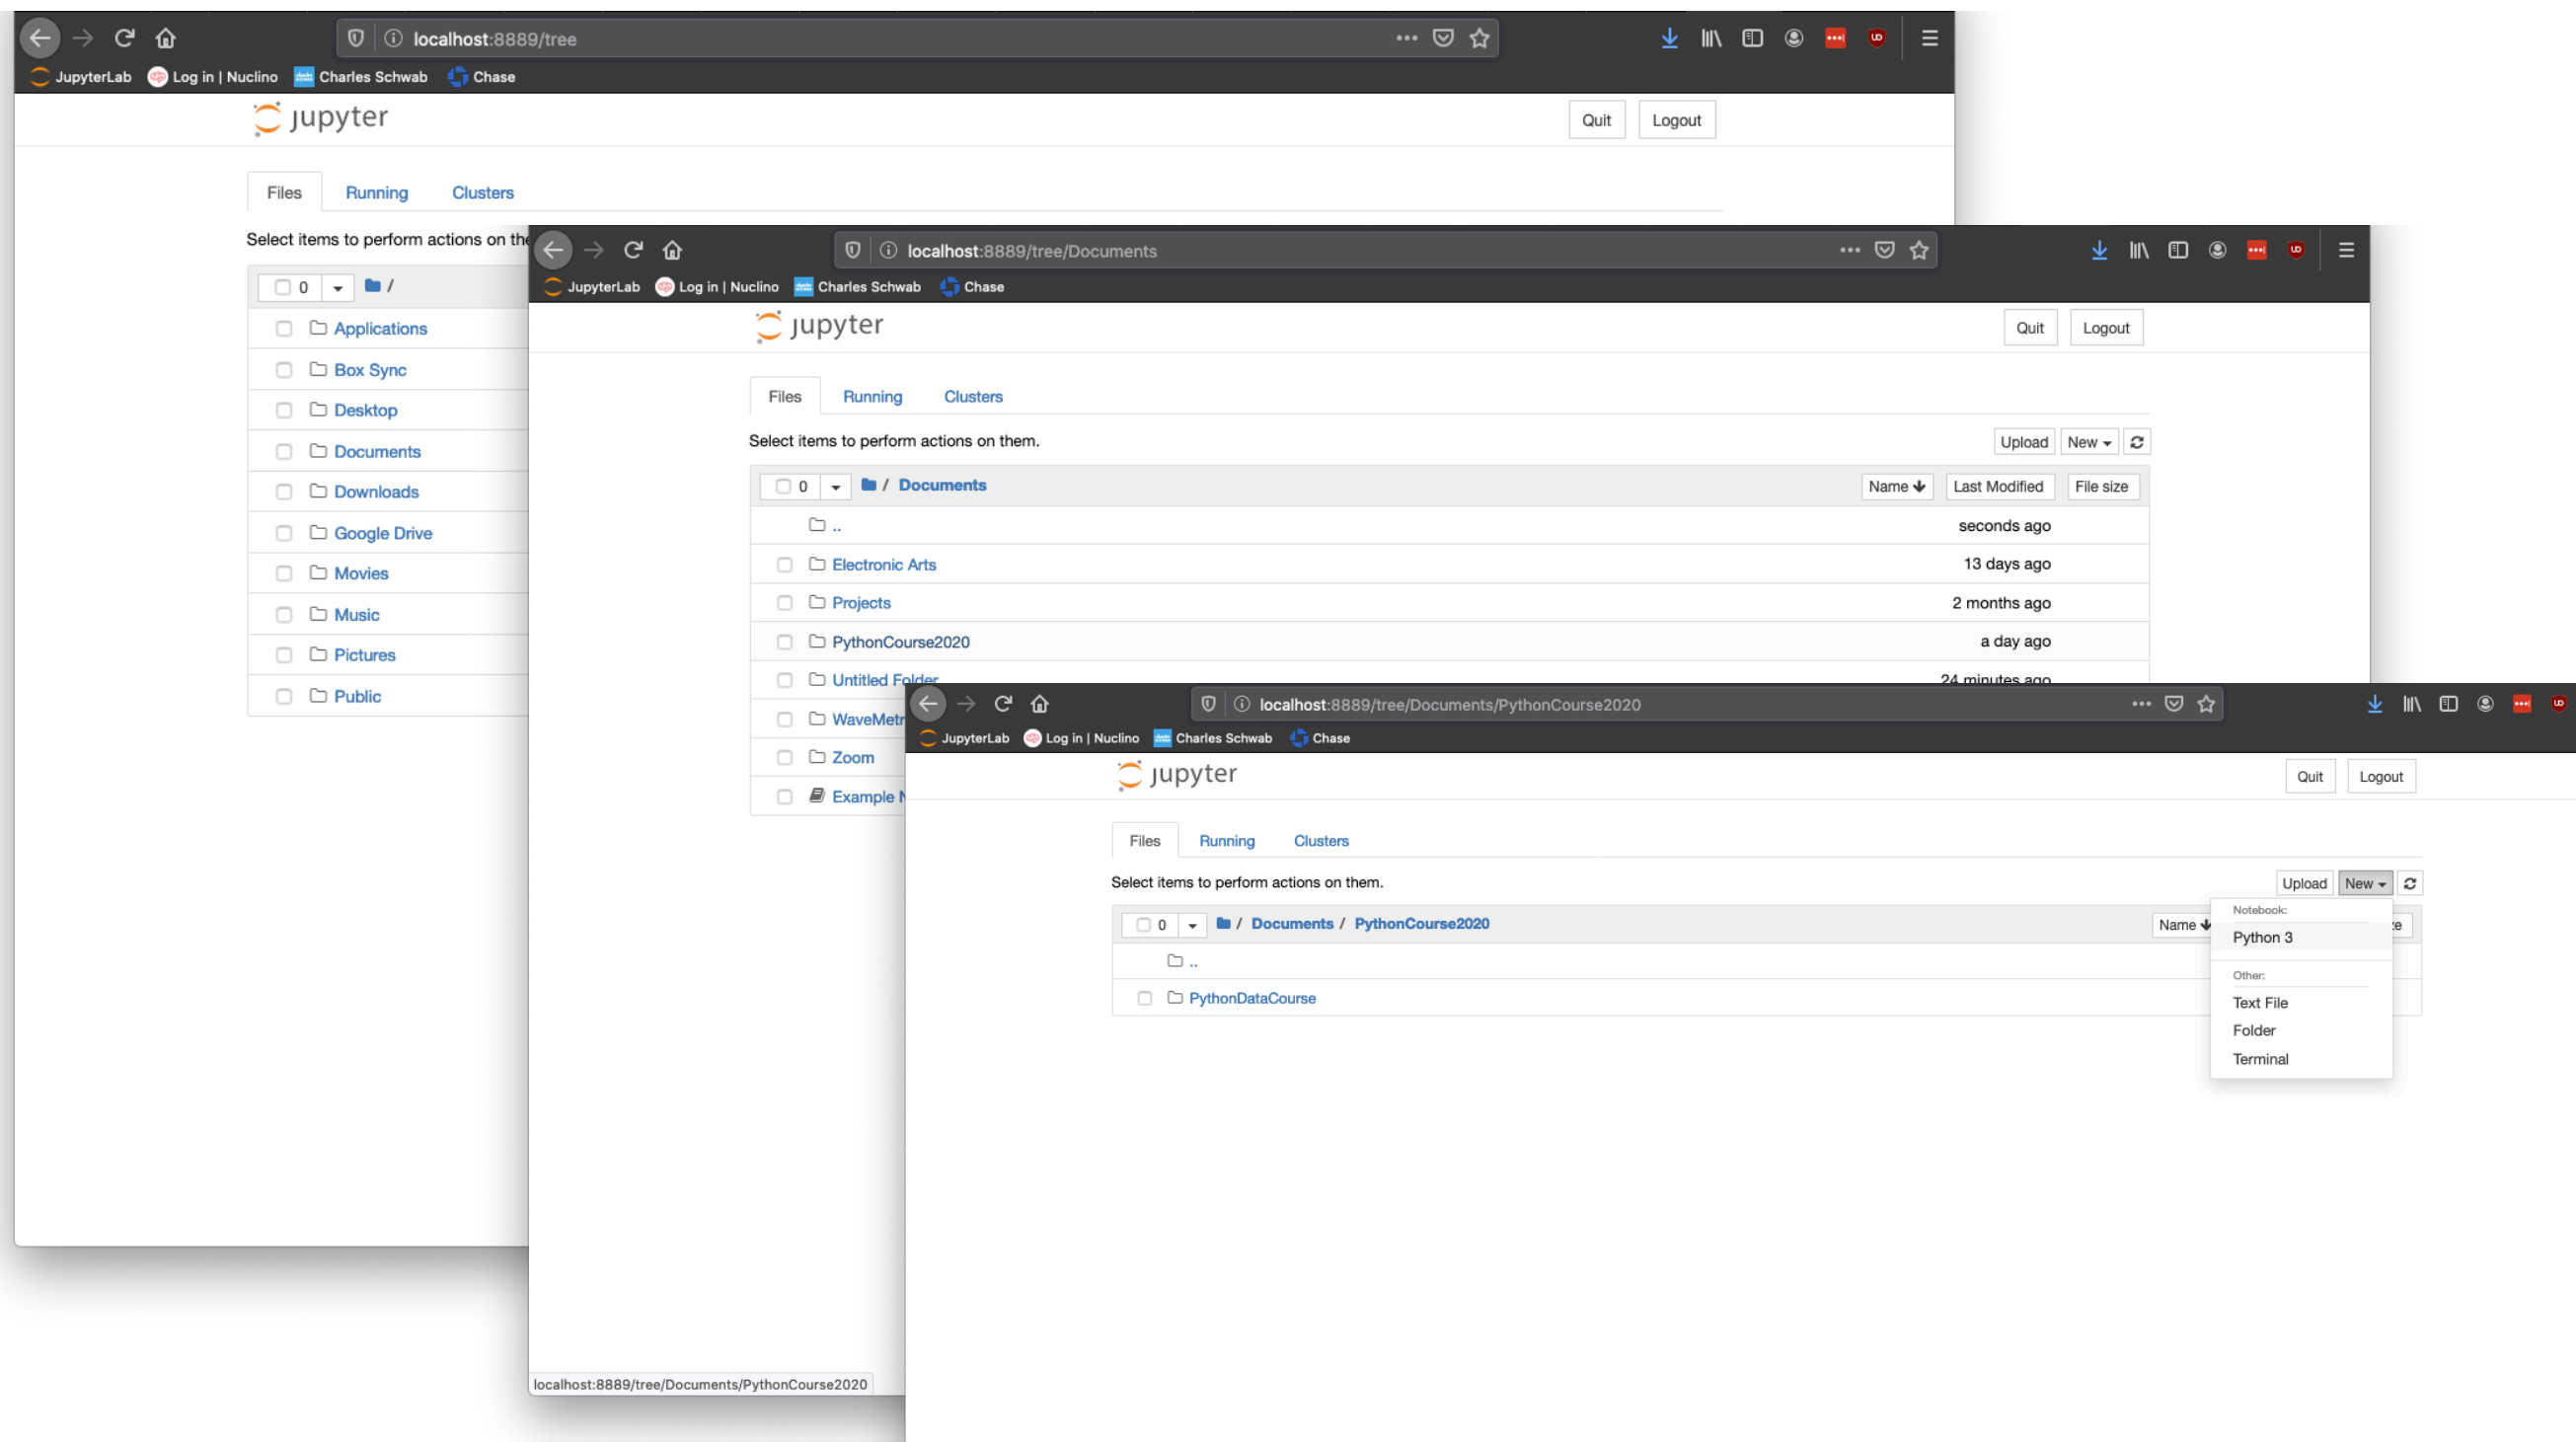 localhost:8889/tree
JupyterLab Log in | Nuclino Charles Schwab Chase
jupyter Quit Logout
Files Running Clusters
Select items to perform actions on the
0 /
Applications
Box Sync
Desktop
Documents
Downloads
Google Drive
Movies
Music
Pictures
Public
localhost:8889/tree/Documents
JupyterLab Log in | Nuclino Charles Schwab Chase
jupyter Quit Logout
Files Running Clusters
Select items to perform actions on them. Upload New
0 / Documents Name Last Modified File size
.. seconds ago
Electronic Arts 13 days ago
Projects 2 months ago
PythonCourse2020 a day ago
Untitled Folder 24 minutes ago
WaveMetr
Zoom
Example
localhost:8889/tree/Documents/PythonCourse2020
localhost:8889/tree/Documents/PythonCourse2020
JupyterLab Log in | Nuclino Charles Schwab Chase
jupyter Quit Logout
Files Running Clusters
Select items to perform actions on them. Upload New
0 / Documents / PythonCourse2020 Name
..
PythonDataCourse
Notebook:
Python 3
Other:
Text File
Folder
Terminal